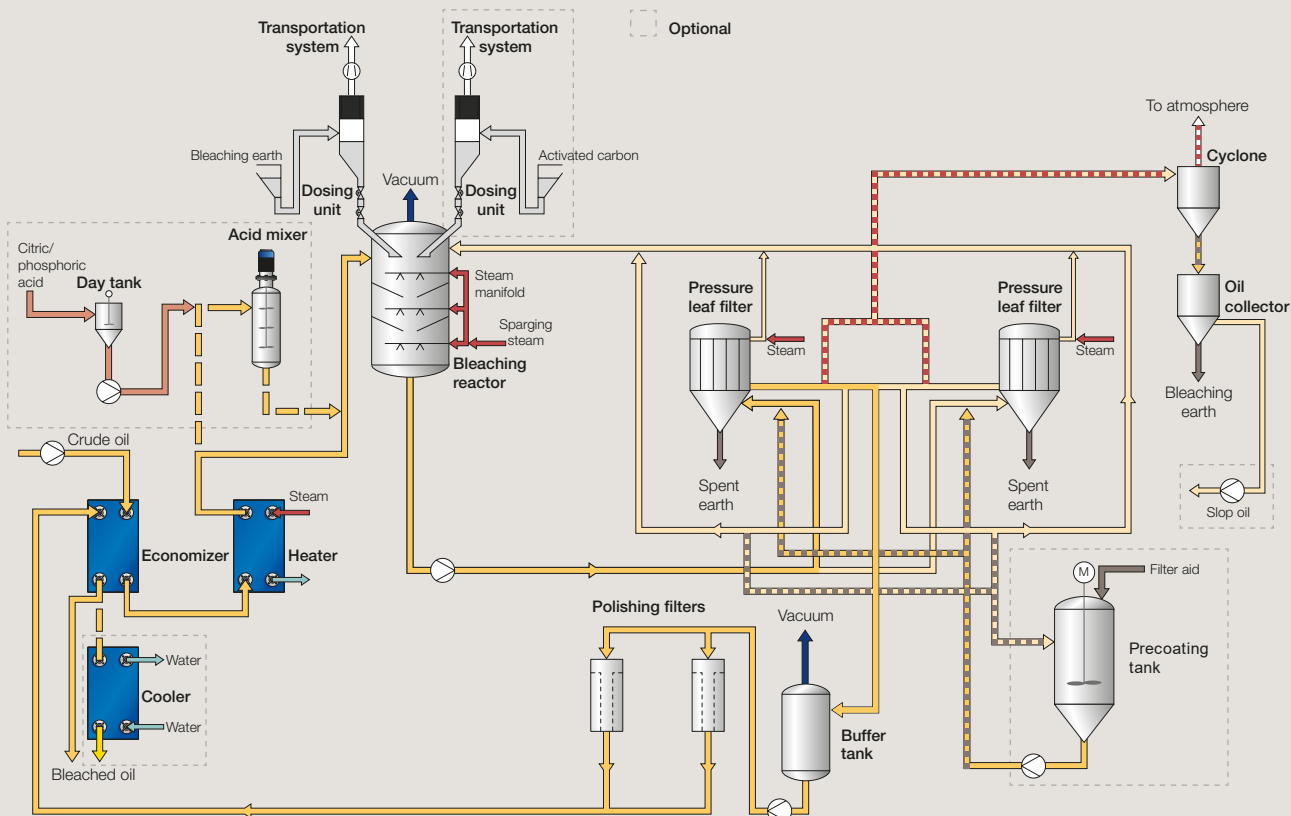 Transportation
system
Transportation
system
Optional
To atmosphere
Cyclone
Bleaching earth
Activated carbon
Dosing
unit
Vacuum
Dosing
unit
Acid mixer
Citric/
phosphoric
acid
Day tank
Steam
manifold
Sparging
steam
Bleaching
reactor
Pressure
leaf filter
Steam
Pressure
leaf filter
Steam
Oil
collector
Bleaching
earth
Crude oil
Spent
earth
Spent
earth
Slop oil
Steam
Economizer
Heater
M
Filter aid
Polishing filters
Vacuum
Precoating
tank
Water
Cooler
Water
Buffer
tank
Bleached oil